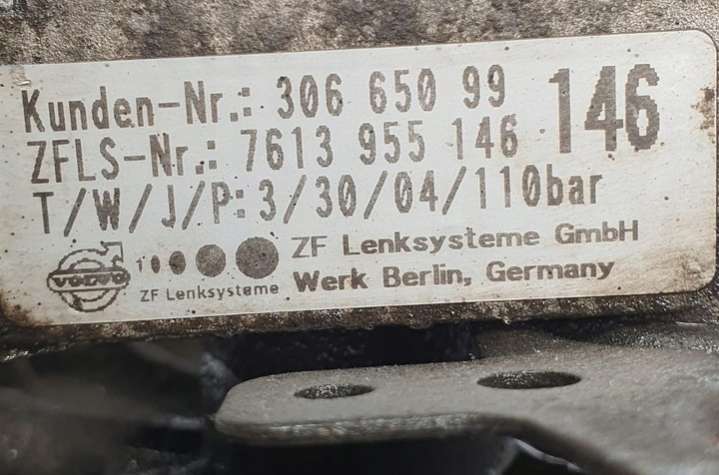 Kunden-Nr.: 306 650 99
146
ZFLS-Nr.: 7613 955 146
T/W/J/P: 3/30/04/110bar
VOLVO
ZF Lenksysteme
ZF Lenksysteme GmbH
Werk Berlin, Germany